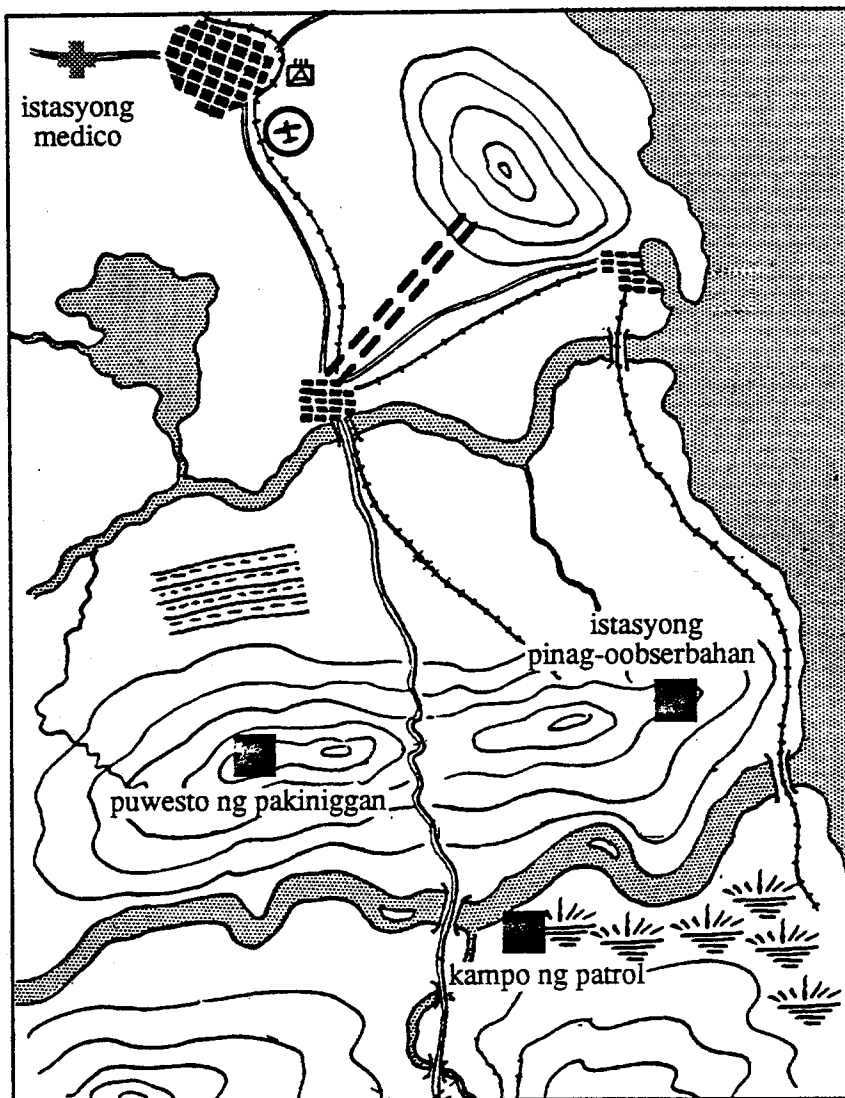 istasyong
medico
istasyong
pinag-oobserbahan
puwesto ng pakiniggan
kampo ng patrol